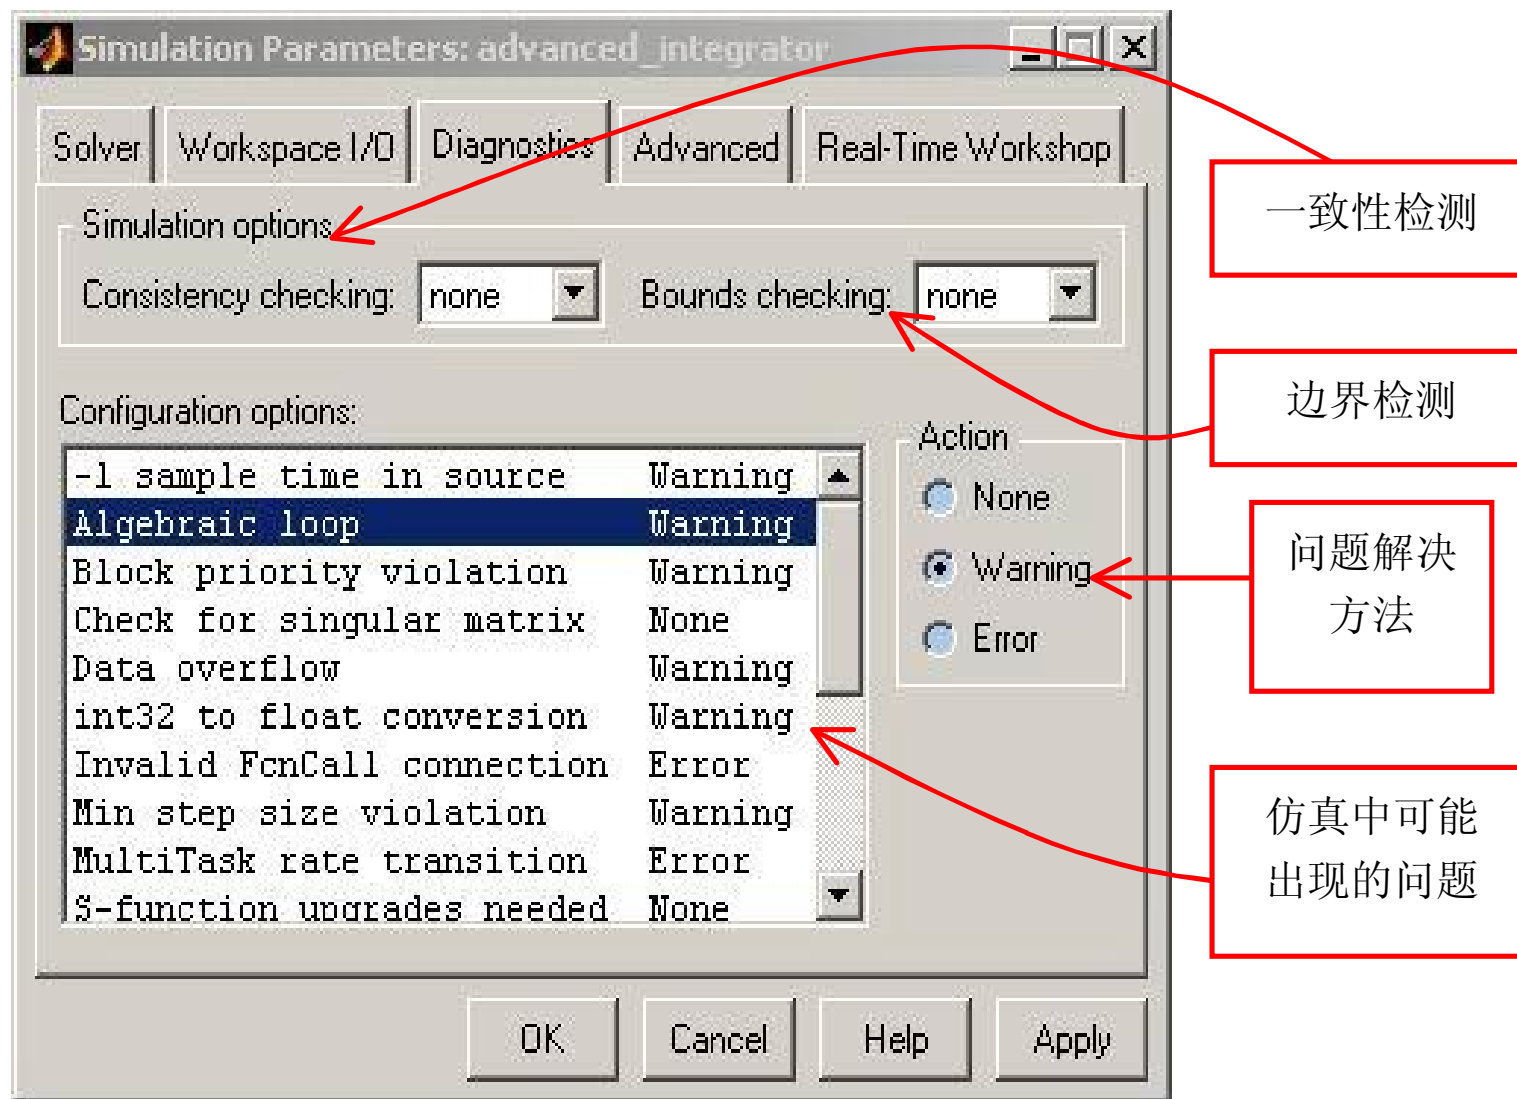 Simulation Parameters: advanced_integrator
Solver Workspace I/O Diagnostics Advanced Real-Time Workshop
一致性检测
Simulation options
Consistency checking: none Bounds checking: none
边界检测
Configuration options:
Action
-1 sample time in source Warning
None
Algebraic loop Warning
问题解决
方法
Block priority violation Warning
Warning
Check for singular matrix None
Error
Data overflow Warning
int32 to float conversion Warning
Invalid FcnCall connection Error
Min step size violation Warning
仿真中可能
出现的问题
MultiTask rate transition Error
S-function upgrades needed None
OK Cancel Help Apply